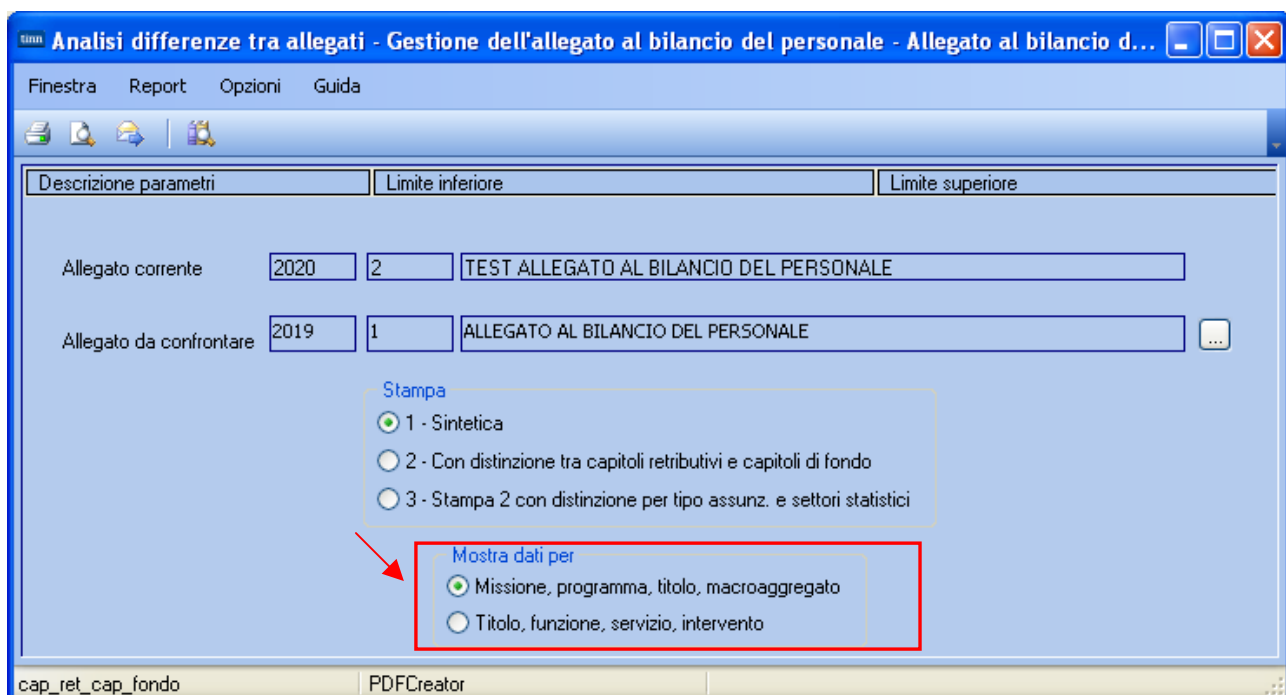 tinn Analisi differenze tra allegati - Gestione dell'allegato al bilancio del personale - Allegato al bilancio d...
Finestra Report Opzioni Guida
Descrizione parametri Limite inferiore Limite superiore
Allegato corrente 2020 2 TEST ALLEGATO AL BILANCIO DEL PERSONALE
Allegato da confrontare 2019 1 ALLEGATO AL BILANCIO DEL PERSONALE ...
Stampa
1 - Sintetica
2 - Con distinzione tra capitoli retributivi e capitoli di fondo
3 - Stampa 2 con distinzione per tipo assunz. e settori statistici
Mostra dati per
Missione, programma, titolo, macroaggregato
Titolo, funzione, servizio, intervento
cap_ret_cap_fondo PDFCreator